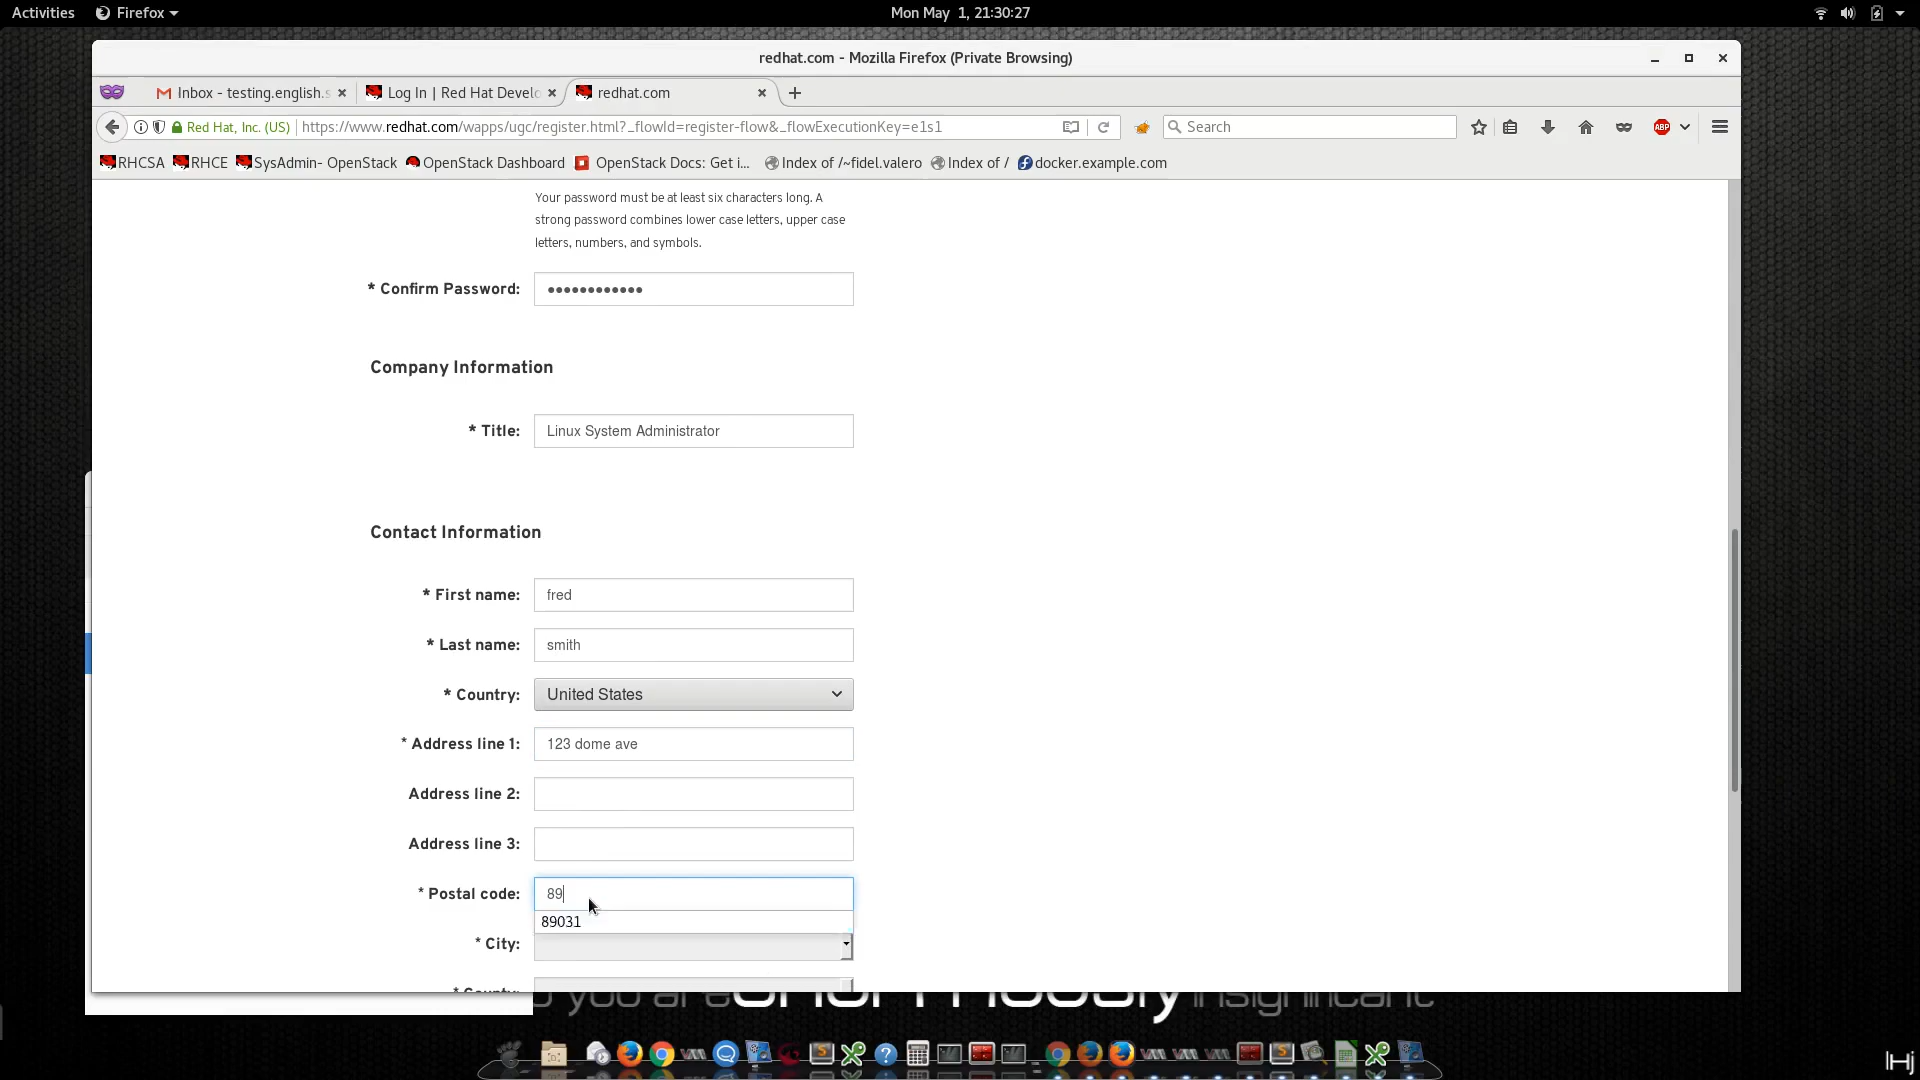 Activities
Firefox
Mon May 1, 21:30:27
redhat.com - Mozilla Firefox (Private Browsing)
Inbox - testing.english.s
Log In | Red Hat Develo
redhat.com
Red Hat, Inc. (US)
https://www.redhat.com/wapps/ugc/register.html?_flowId=register-flow&_flowExecutionKey=e1s1
Search
ABP
RHCSA
RHCE
SysAdmin- OpenStack
OpenStack Dashboard
OpenStack Docs: Get i...
Index of /~fidel.valero
Index of /
docker.example.com
Your password must be at least six characters long. A
strong password combines lower case letters, upper case
letters, numbers, and symbols.
* Confirm Password: ●●●●●●●●●●●●
Company Information
* Title: Linux System Administrator
Contact Information
* First name: fred
* Last name: smith
* Country: United States
* Address line 1: 123 dome ave
Address line 2:
Address line 3:
* Postal code: 89
89031
* City:
you are enormously insignificant